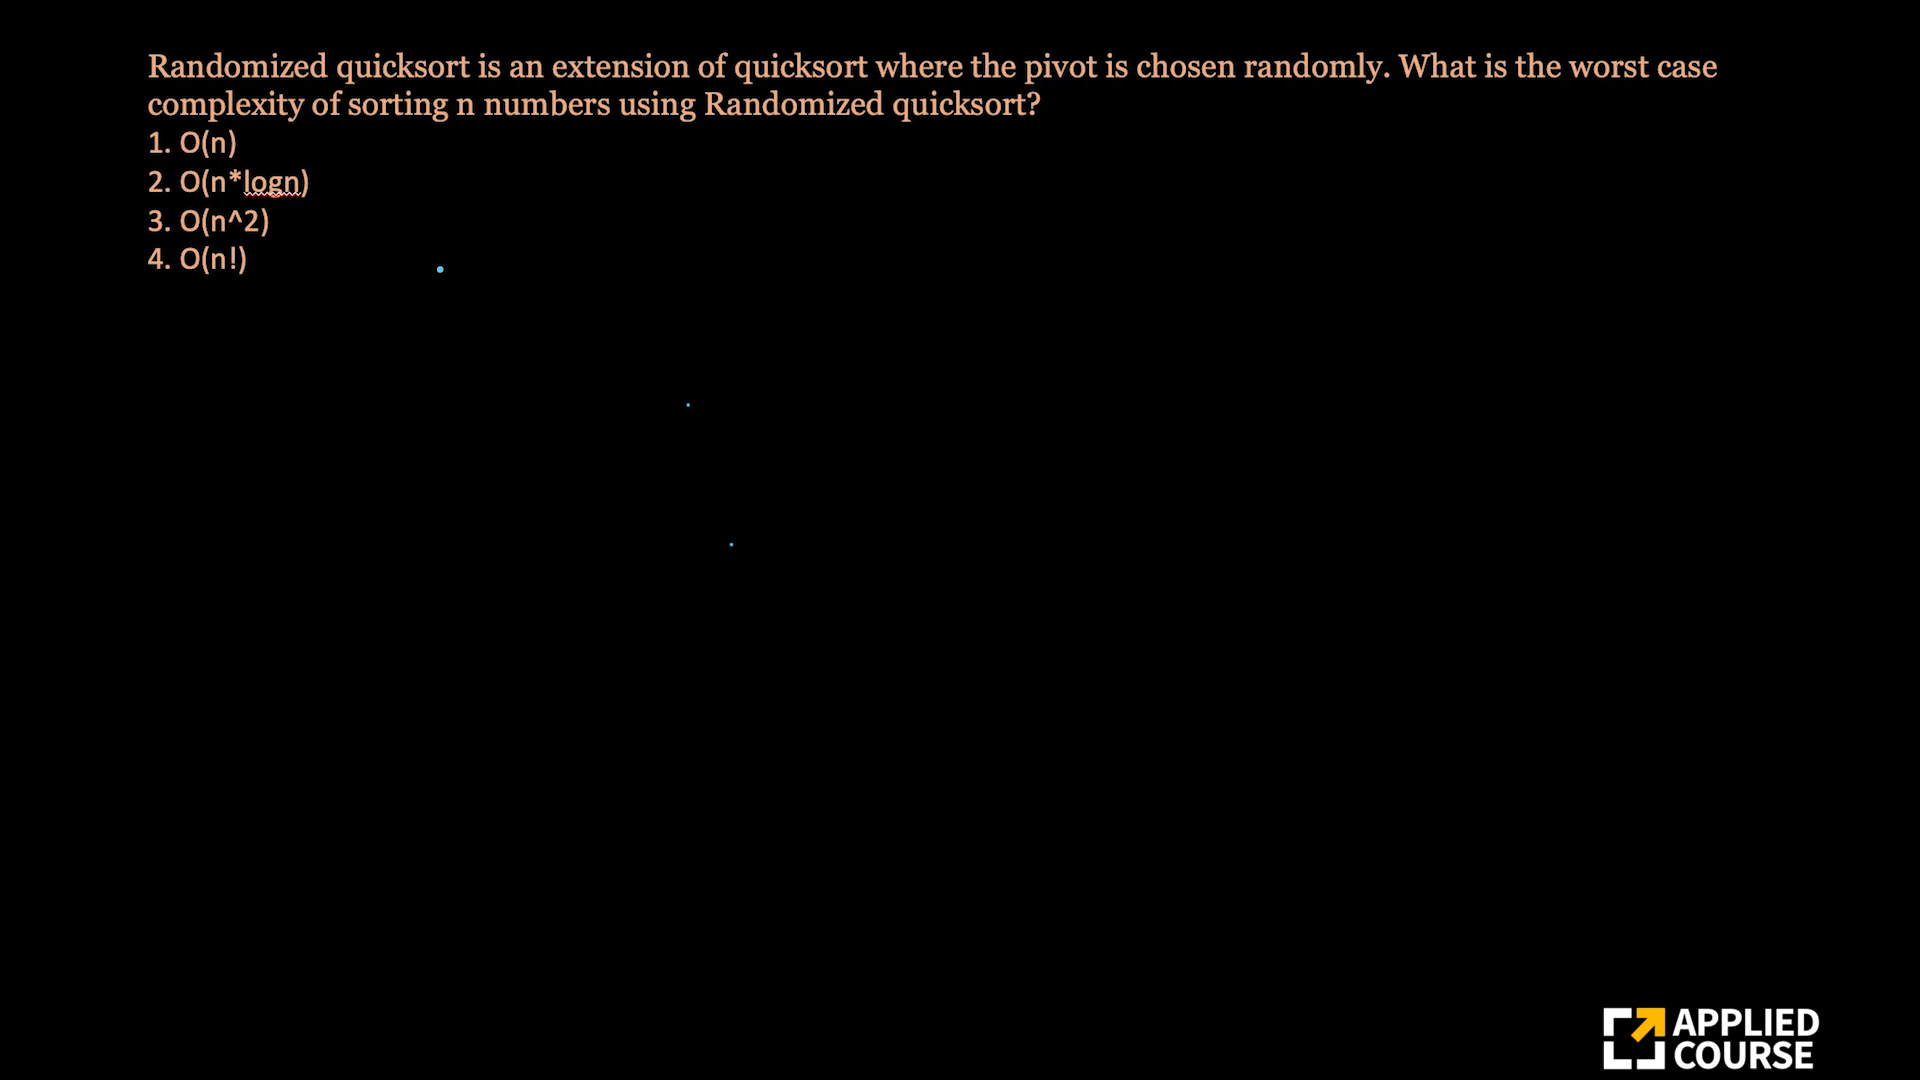 Randomized quicksort is an extension of quicksort where the pivot is chosen randomly. What is the worst case
complexity of sorting n numbers using Randomized quicksort?
1. O(n)
2. O(n*logn)
3. O(n^2)
4. O(n!)
APPLIED
COURSE